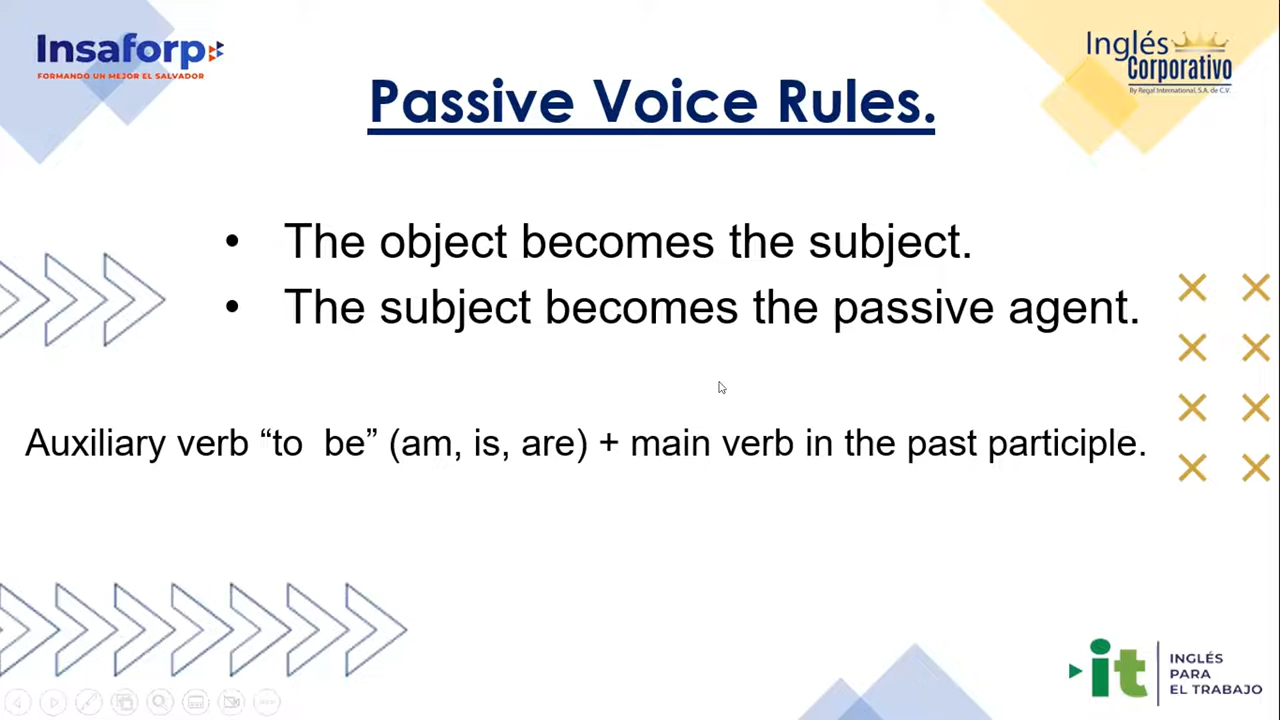 Insaforp
FORMANDO UN MEJOR EL SALVADOR
Inglés
Corporativo
By Regal International, S.A. de C.V.
Passive Voice Rules.
• The object becomes the subject.
• The subject becomes the passive agent.
Auxiliary verb “to be” (am, is, are) + main verb in the past participle.
it
INGLÉS
PARA
EL TRABAJO